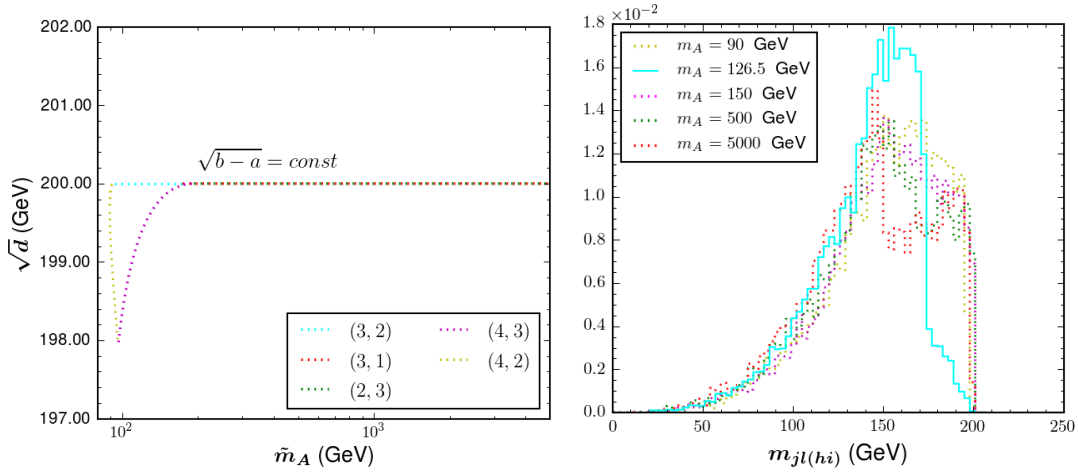 202.00
201.00
200.00
199.00
198.00
197.00
√d (GeV)
√b − a = const
(3, 2)
(3, 1)
(2, 3)
(4, 3)
(4, 2)
10²
10³
m̃_A (GeV)
1.8 ×10⁻²
1.6
1.4
1.2
1.0
0.8
0.6
0.4
0.2
0.0
m_A = 90 GeV
m_A = 126.5 GeV
m_A = 150 GeV
m_A = 500 GeV
m_A = 5000 GeV
0 50 100 150 200 250
m_jl(hi) (GeV)